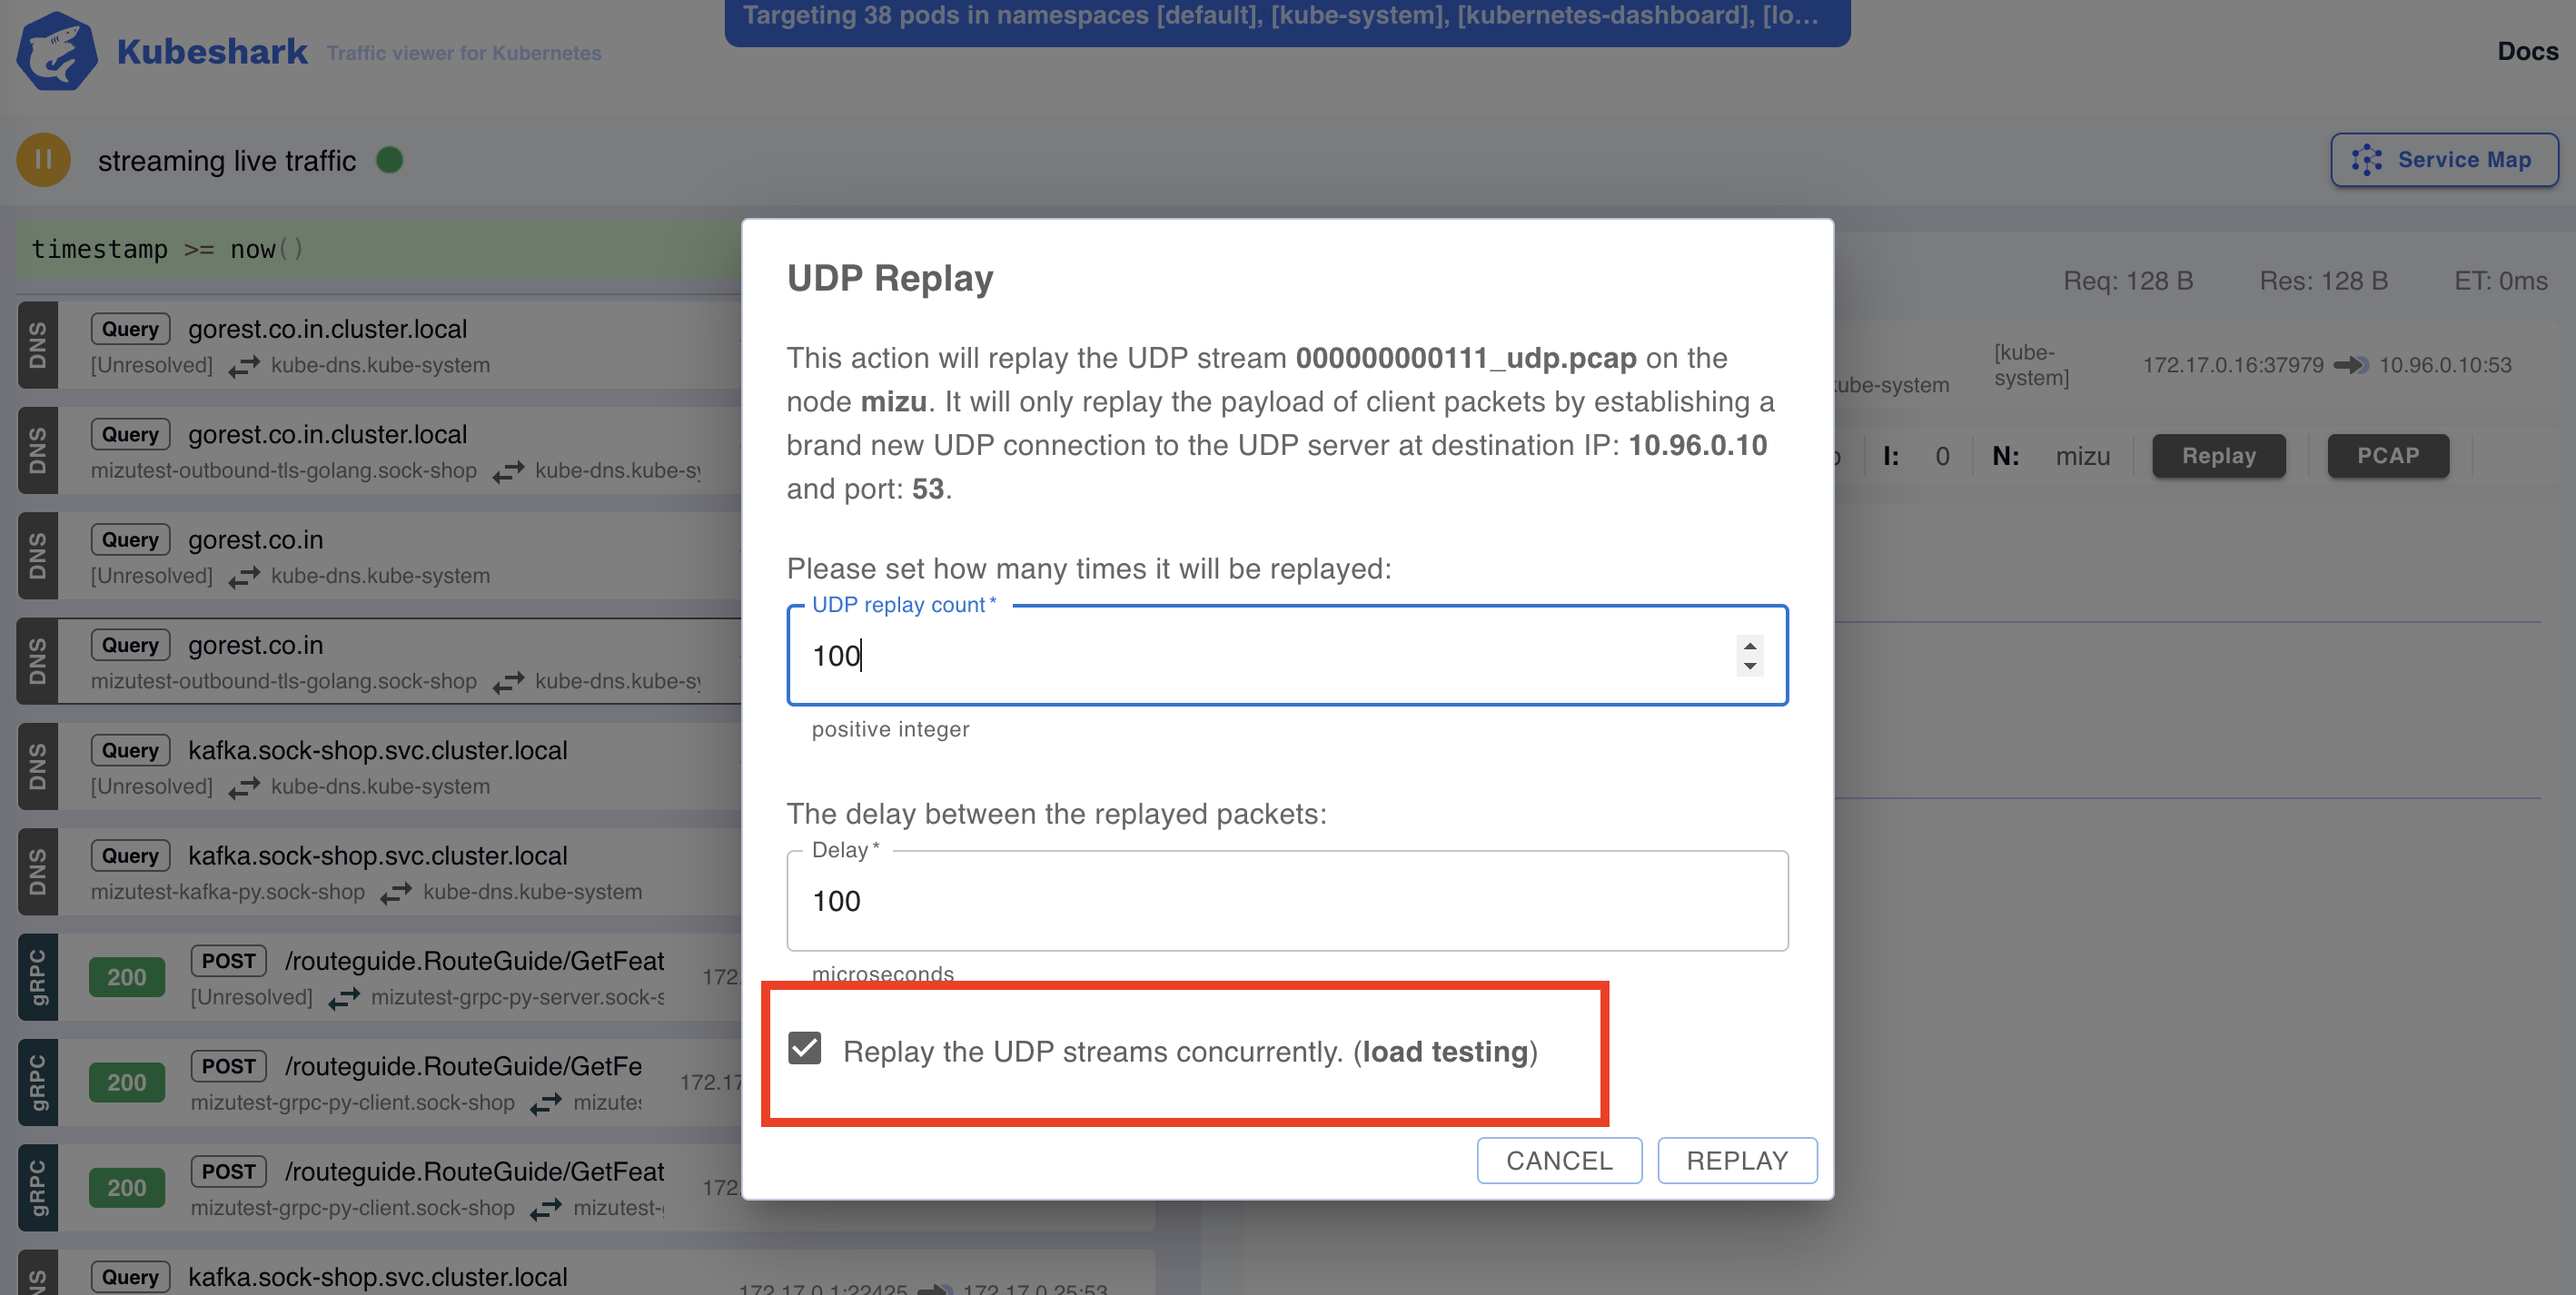 Targeting 38 pods in namespaces [default], [kube-system], [kubernetes-dashboard], [lo...
Kubeshark Traffic viewer for Kubernetes
Docs
streaming live traffic
Service Map
timestamp >= now()
DNS
Query gorest.co.in.cluster.local
[Unresolved] kube-dns.kube-system
DNS
Query gorest.co.in.cluster.local
mizutest-outbound-tls-golang.sock-shop kube-dns.kube-sy
DNS
Query gorest.co.in
[Unresolved] kube-dns.kube-system
DNS
Query gorest.co.in
mizutest-outbound-tls-golang.sock-shop kube-dns.kube-sy
DNS
Query kafka.sock-shop.svc.cluster.local
[Unresolved] kube-dns.kube-system
DNS
Query kafka.sock-shop.svc.cluster.local
mizutest-kafka-py.sock-shop kube-dns.kube-system
gRPC
200 POST /routeguide.RouteGuide/GetFeat 172.
[Unresolved] mizutest-grpc-py-server.sock-s
gRPC
200 POST /routeguide.RouteGuide/GetFe 172.17
mizutest-grpc-py-client.sock-shop mizutes
gRPC
200 POST /routeguide.RouteGuide/GetFeat 172.
mizutest-grpc-py-client.sock-shop mizutest-
NS
Query kafka.sock-shop.svc.cluster.local
172.17.0.1:22425 172.17.0.25:53
UDP Replay
This action will replay the UDP stream 000000000111_udp.pcap on the
node mizu. It will only replay the payload of client packets by establishing a
brand new UDP connection to the UDP server at destination IP: 10.96.0.10
and port: 53.
Please set how many times it will be replayed:
UDP replay count *
100
positive integer
The delay between the replayed packets:
Delay *
100
microseconds
Replay the UDP streams concurrently. (load testing)
CANCEL REPLAY
Req: 128 B Res: 128 B ET: 0ms
kube-system
[kube-
system]
172.17.0.16:37979 10.96.0.10:53
I: 0 N: mizu Replay PCAP